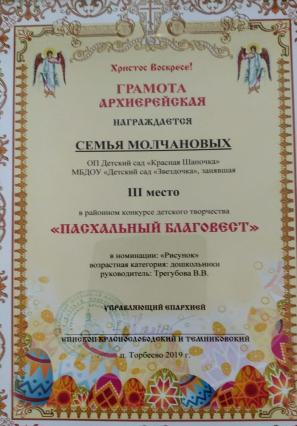 Христос Воскресе!
ГРАМОТА
АРХИЕРЕЙСКАЯ
НАГРАЖДАЕТСЯ
СЕМЬЯ МОЛЧАНОВЫХ
ОП Детский сад «Красная Шапочка»
МБДОУ «Детский сад «Звездочка», занявшая
III место
в районном конкурсе детского творчества
«ПАСХАЛЬНЫЙ БЛАГОВЕСТ»
в номинации: «Рисунок»
возрастная категория: дошкольники
руководитель: Трегубова В.В.
УПРАВЛЯЮЩИЙ ЕПАРХИЕЙ
ЕПИСКОП КРАСНОСЛОБОДСКИЙ И ТЕМНИКОВСКИЙ
п. Торбеево 2019 г.